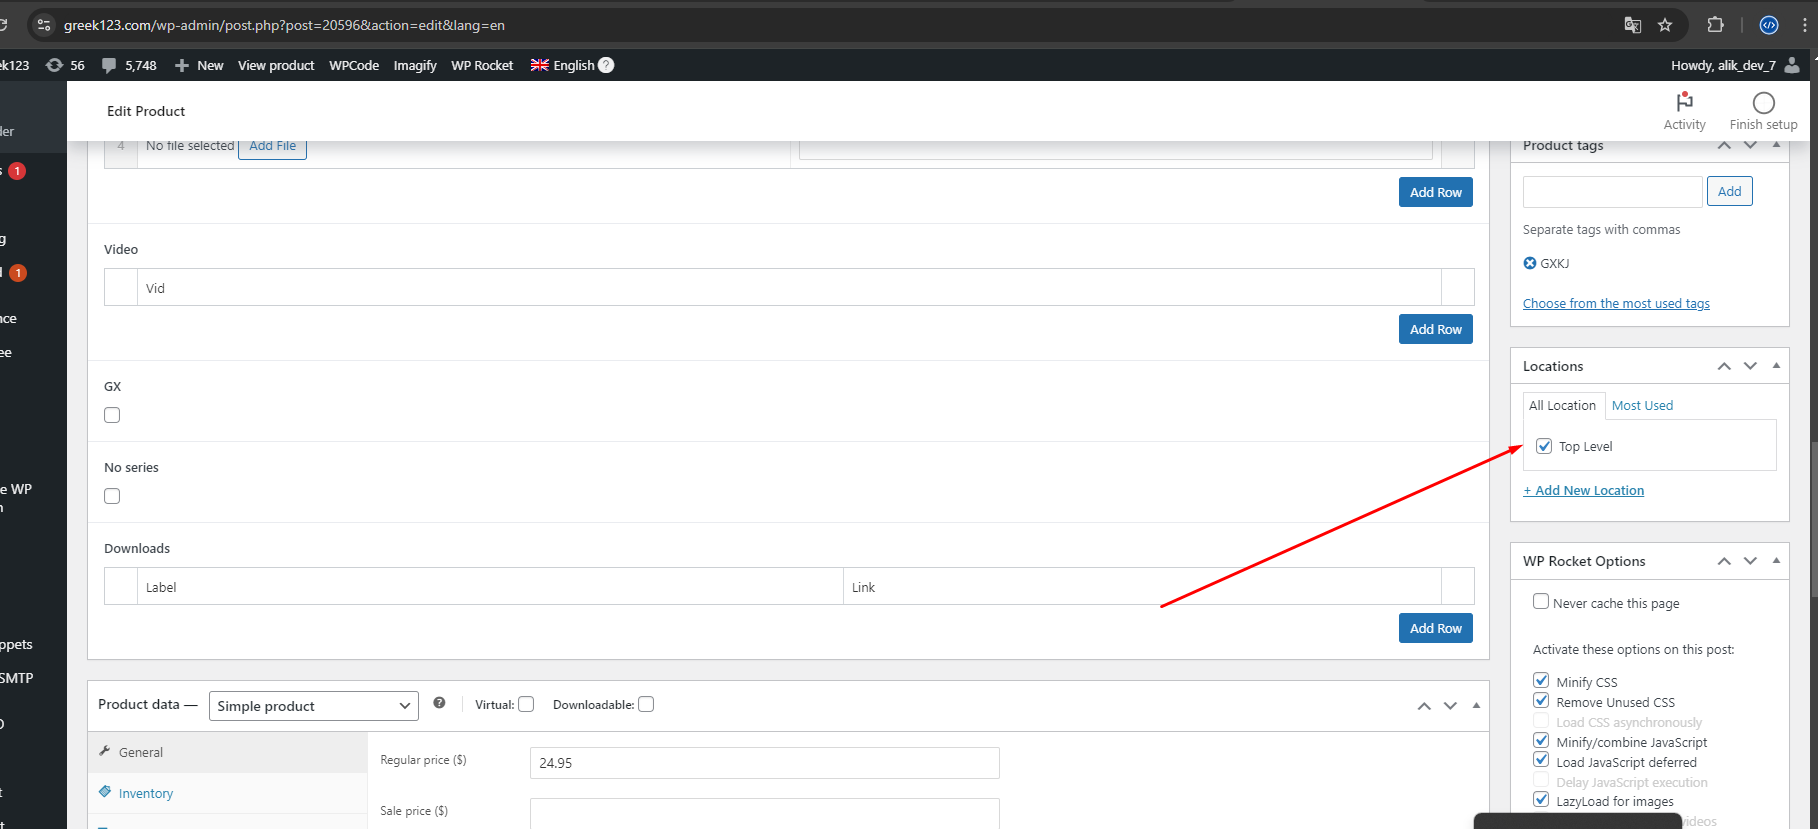 greek123.com/wp-admin/post.php?post=20596&action=edit&lang=en
ek123 56 5,748 New View product WPCode Imagify WP Rocket English ? Howdy, alik_dev_7
Edit Product
Activity
Finish setup
der
s 1
g
1
nce
ee
e WP
n
ppets
SMTP
O
t
t
4 No file selected Add File
Add Row
Video
Vid
Add Row
GX
No series
Downloads
Label Link
Add Row
Product data — Simple product ? Virtual: Downloadable:
General
Inventory
Regular price ($) 24.95
Sale price ($)
Product tags
Add
Separate tags with commas
GXKJ
Choose from the most used tags
Locations
All Location Most Used
Top Level
+ Add New Location
WP Rocket Options
Never cache this page
Activate these options on this post:
Minify CSS
Remove Unused CSS
Load CSS asynchronously
Minify/combine JavaScript
Load JavaScript deferred
Delay JavaScript execution
LazyLoad for images
videos